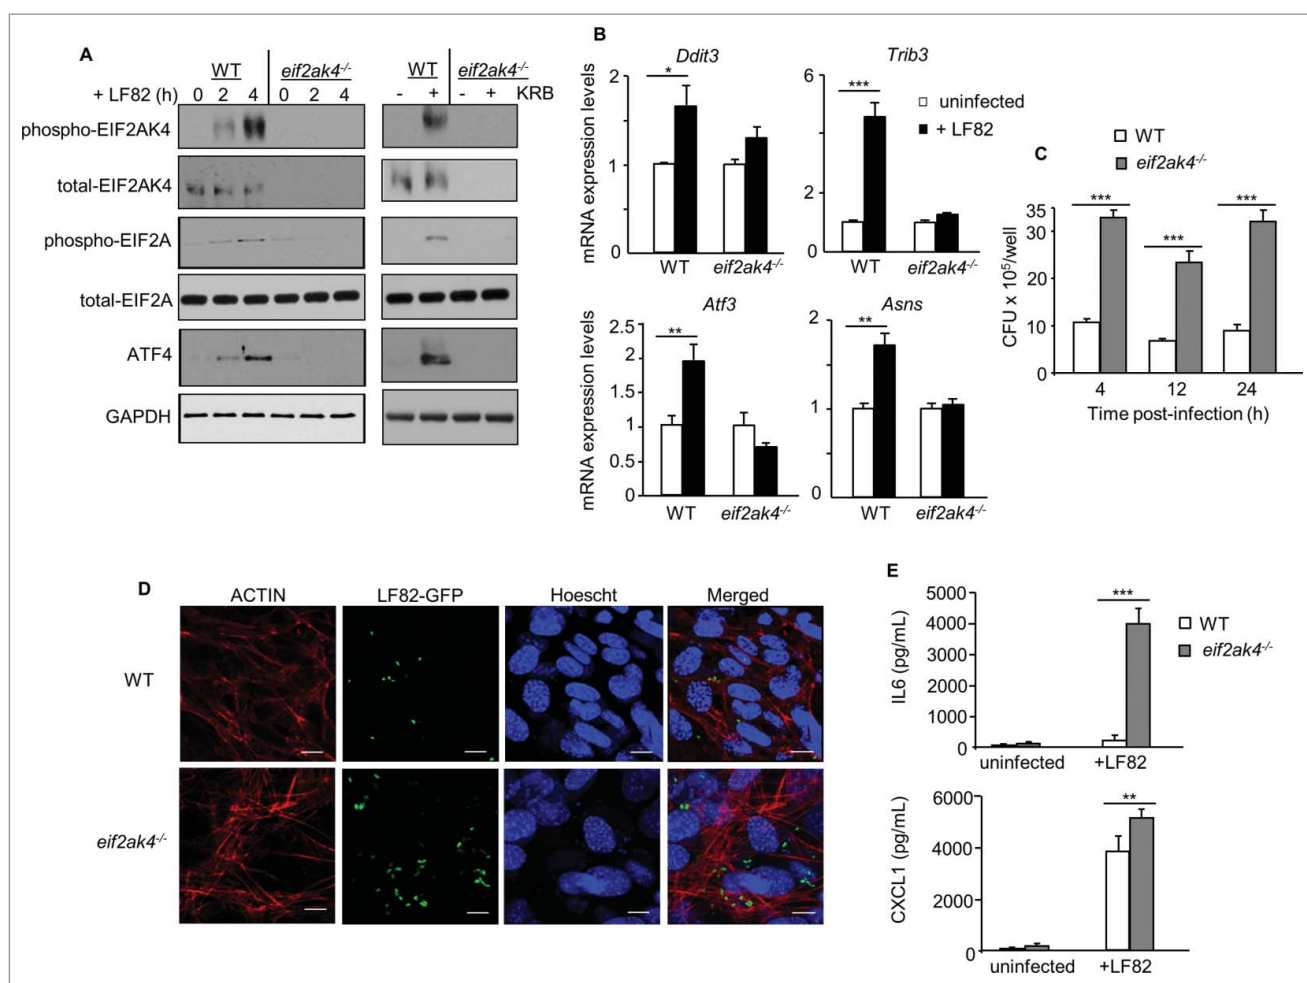 A
WT eif2ak4-/-
+ LF82 (h) 0 2 4 0 2 4
WT eif2ak4-/-
- + - + KRB
phospho-EIF2AK4
total-EIF2AK4
phospho-EIF2A
total-EIF2A
ATF4
GAPDH
B
Ddit3
mRNA expression levels
2
1
0
WT eif2ak4-/-
*
Trib3
6
2
0
WT eif2ak4-/-
***
uninfected
+ LF82
Atf3
mRNA expression levels
2.5
2
1.5
1
0.5
0
WT eif2ak4-/-
**
Asns
2
1
0
WT eif2ak4-/-
**
C
WT
eif2ak4-/-
CFU x 10⁵/well
35
30
20
10
0
*** *** ***
4 12 24
Time post-infection (h)
D
ACTIN LF82-GFP Hoescht Merged
WT
eif2ak4-/-
E
IL6 (pg/mL)
5000
4000
3000
2000
1000
0
***
uninfected +LF82
WT
eif2ak4-/-
CXCL1 (pg/mL)
6000
4000
2000
0
**
uninfected +LF82